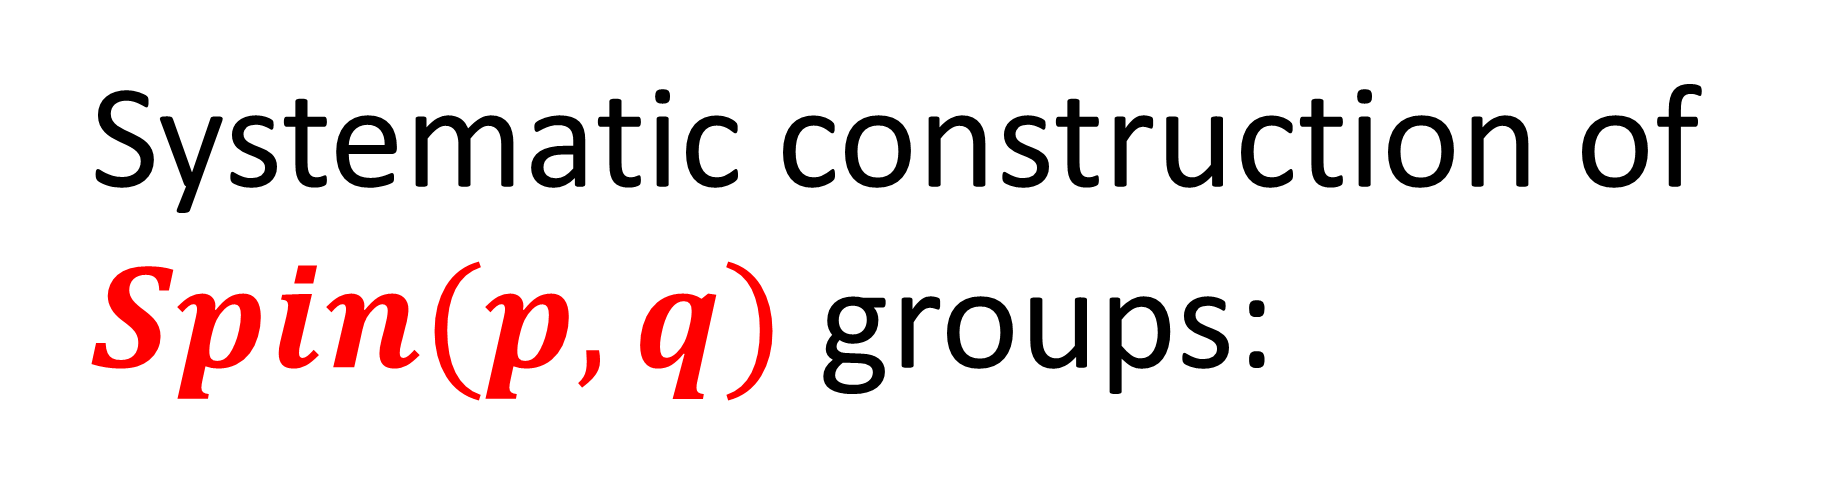 Systematic construction of
Spin(p, q) groups: